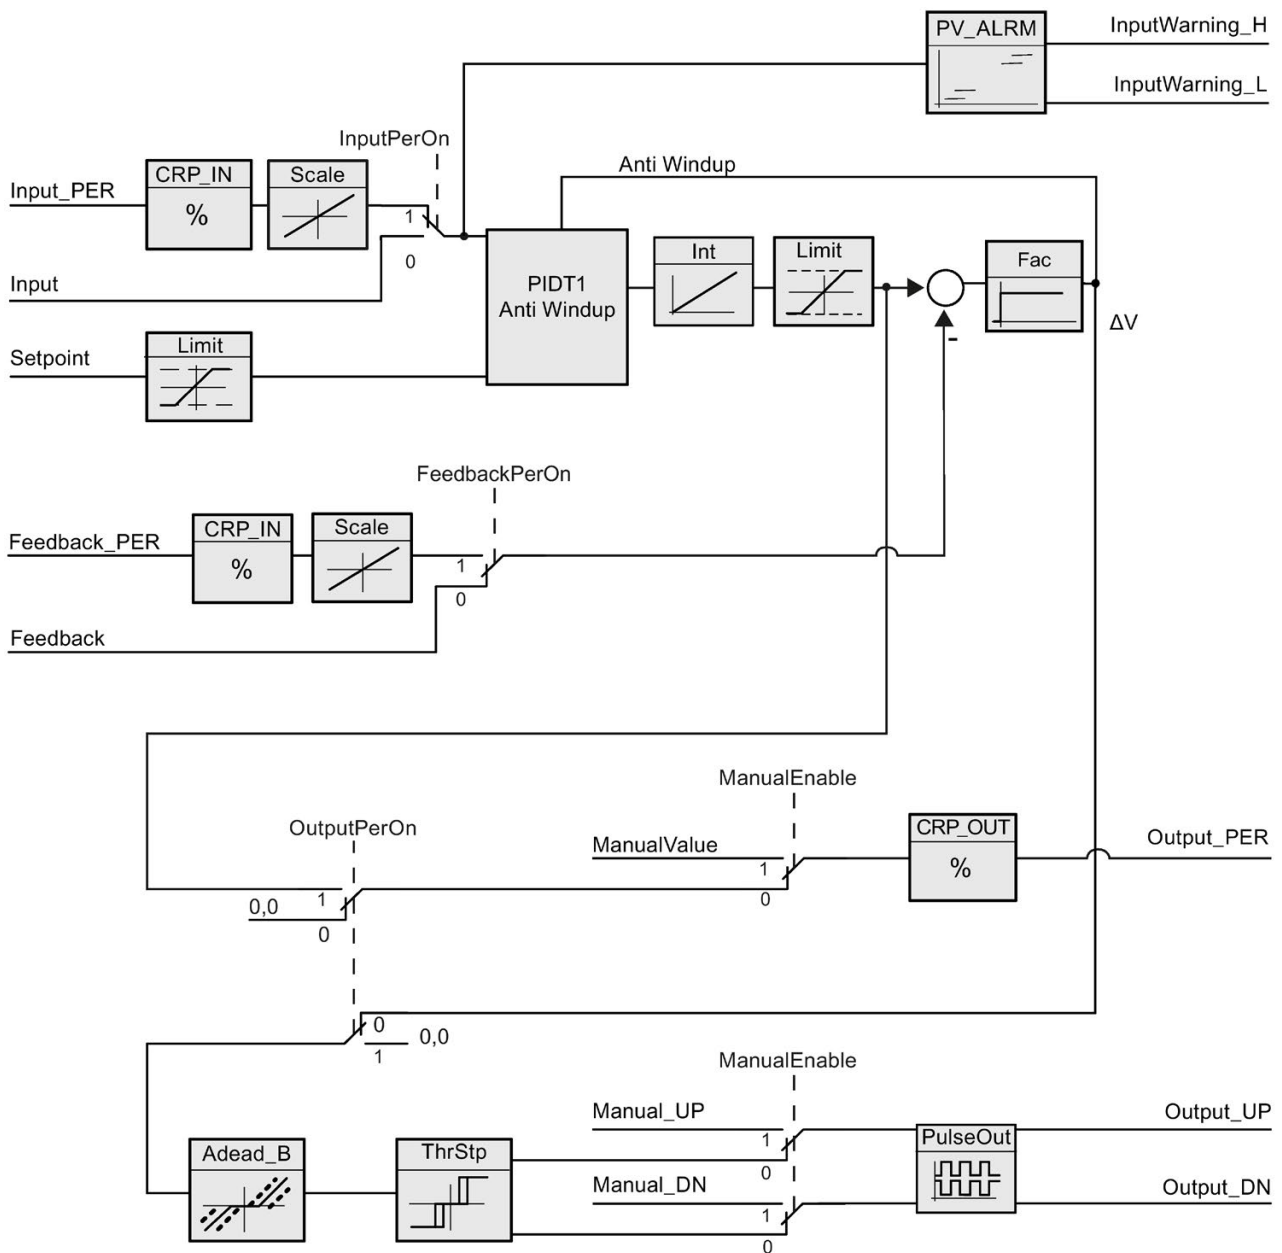 PV_ALRM
InputWarning_H
InputWarning_L
InputPerOn
Anti Windup
Input_PER
CRP_IN
%
Scale
1
0
Input
PIDT1
Anti Windup
Int
Limit
Fac
ΔV
-
Setpoint
Limit
FeedbackPerOn
Feedback_PER
CRP_IN
%
Scale
1
0
Feedback
ManualEnable
OutputPerOn
ManualValue
1
0
CRP_OUT
%
Output_PER
0,0
1
0
0
1
0,0
ManualEnable
Manual_UP
1
0
Output_UP
PulseOut
Adead_B
ThrStp
Manual_DN
1
0
Output_DN